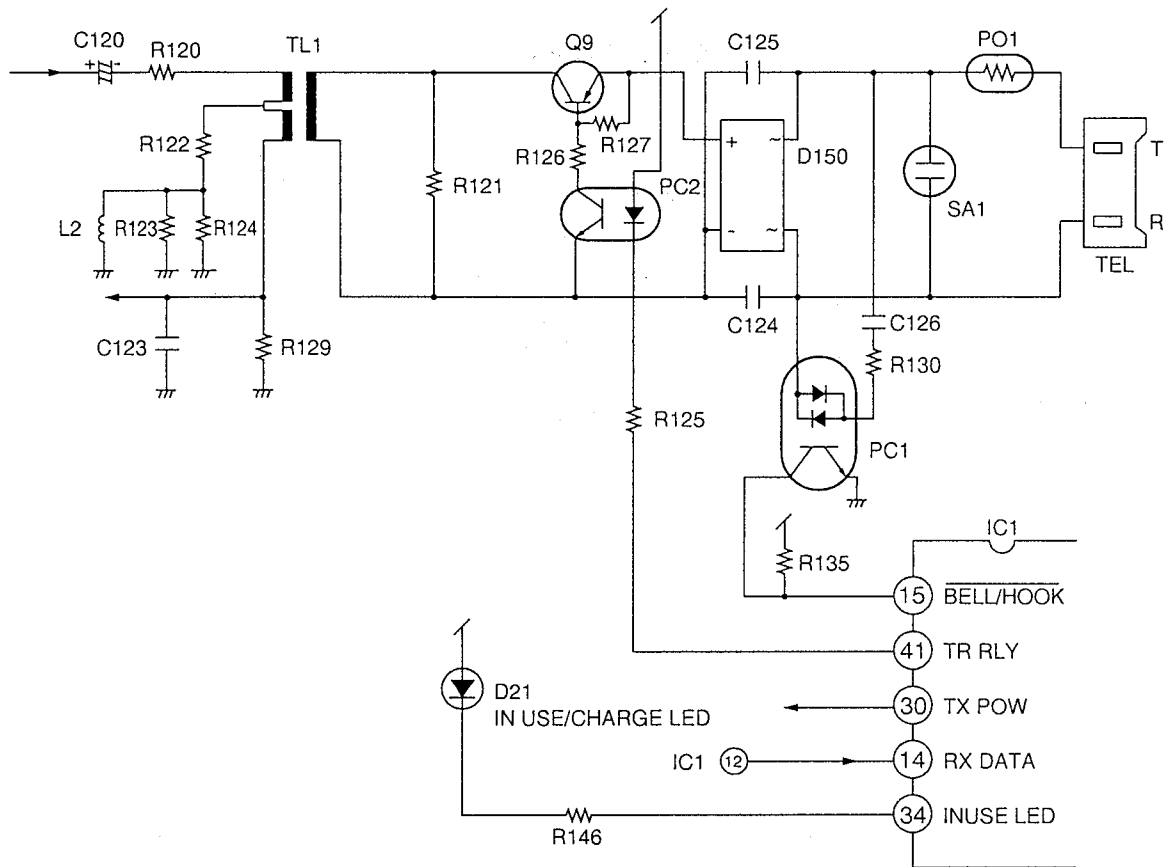 C120
R120
TL1
Q9
C125
PO1
+ -
R122
R127
R126
+ ~
D150
PC2
T
R121
SA1
L2
R123
R124
- ~
R
TEL
C124
C126
C123
R129
R130
R125
PC1
IC1
R135
15 BELL/HOOK
41 TR RLY
D21
IN USE/CHARGE LED
30 TX POW
IC1 12
14 RX DATA
34 INUSE LED
R146